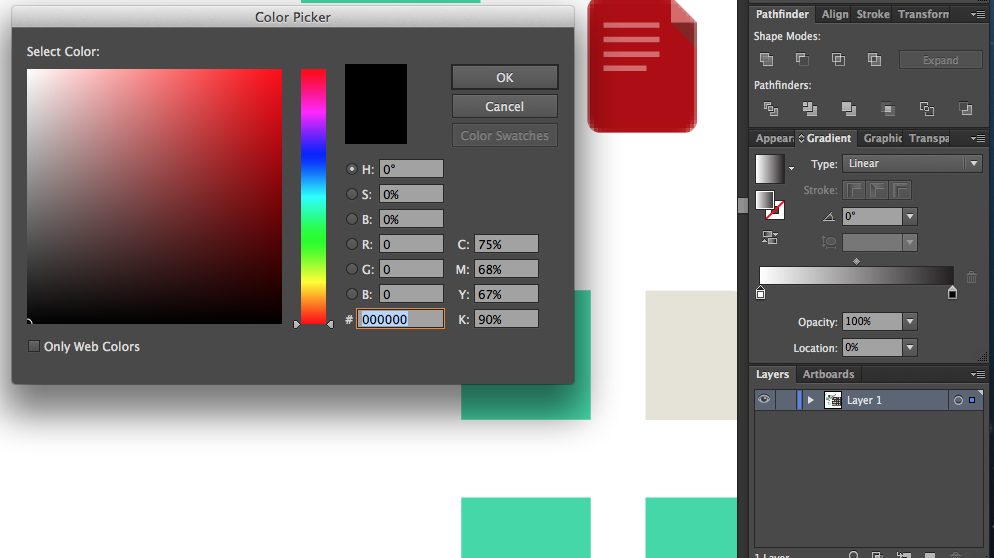 Color Picker
Select Color:
OK
Cancel
Color Swatches
H: 0°
S: 0%
B: 0%
R: 0
G: 0
B: 0
# 000000
C: 75%
M: 68%
Y: 67%
K: 90%
Only Web Colors
Pathfinder Align Stroke Transform
Shape Modes:
Expand
Pathfinders:
Appear Gradient Graphic Transpa
Type: Linear
Stroke:
0°
Opacity: 100%
Location: 0%
Layers Artboards
Layer 1
1 Layer